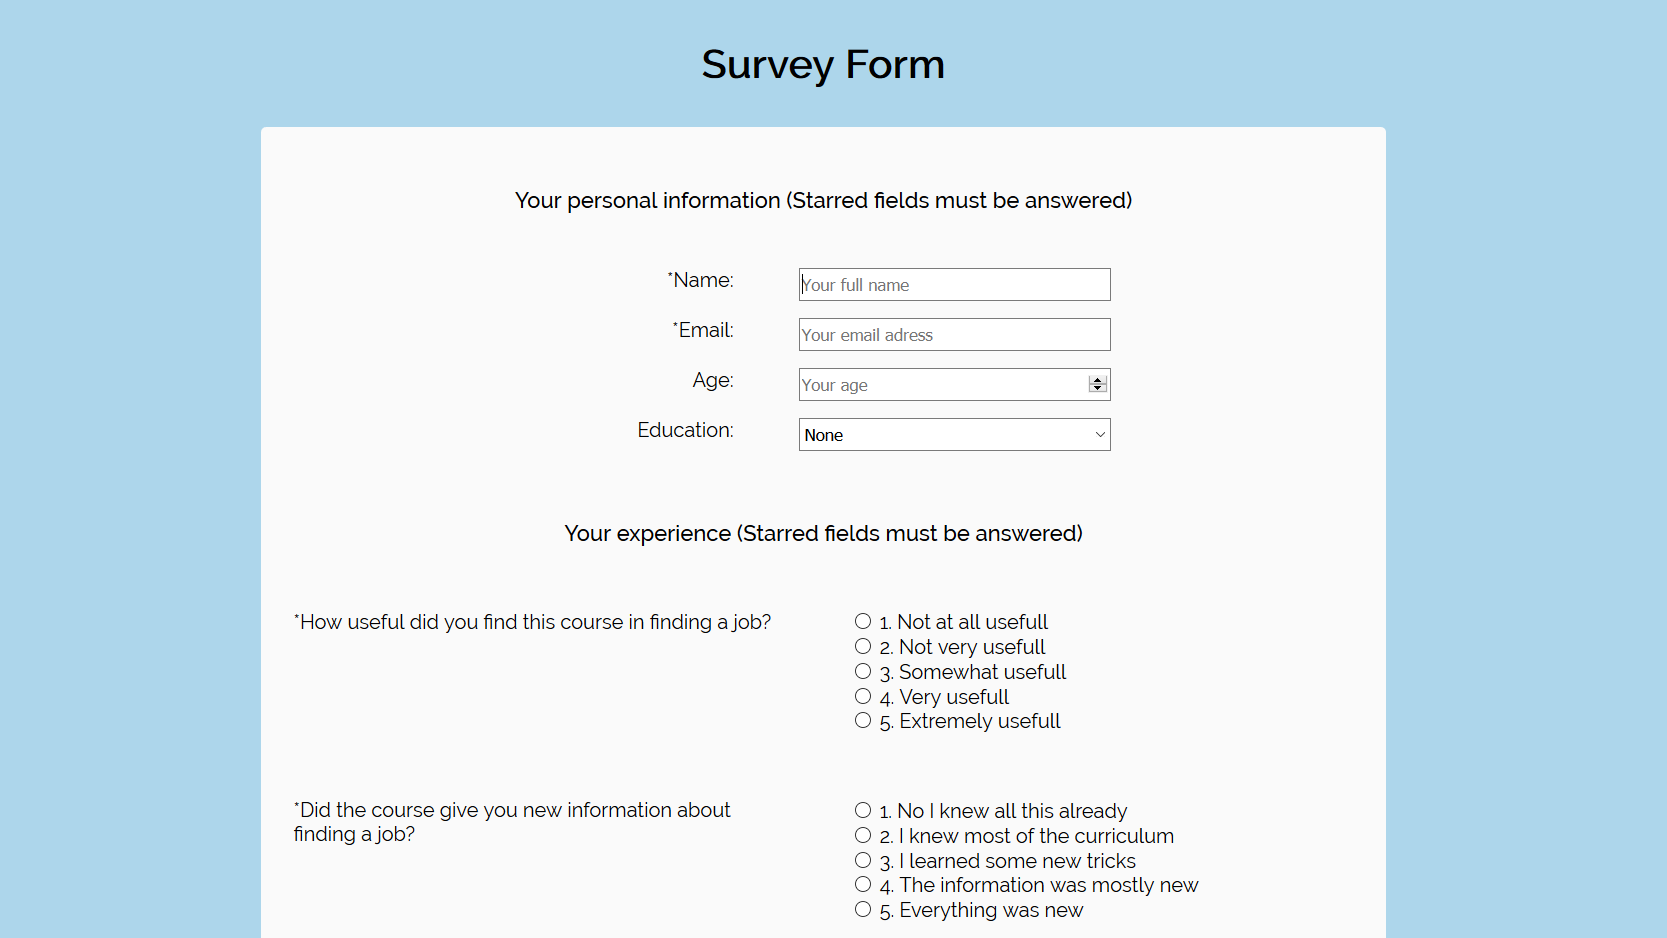 Survey Form
Your personal information (Starred fields must be answered)
*Name:
Your full name
*Email:
Your email adress
Age:
Your age
Education:
None
Your experience (Starred fields must be answered)
*How useful did you find this course in finding a job?
1. Not at all usefull
2. Not very usefull
3. Somewhat usefull
4. Very usefull
5. Extremely usefull
*Did the course give you new information about
finding a job?
1. No I knew all this already
2. I knew most of the curriculum
3. I learned some new tricks
4. The information was mostly new
5. Everything was new